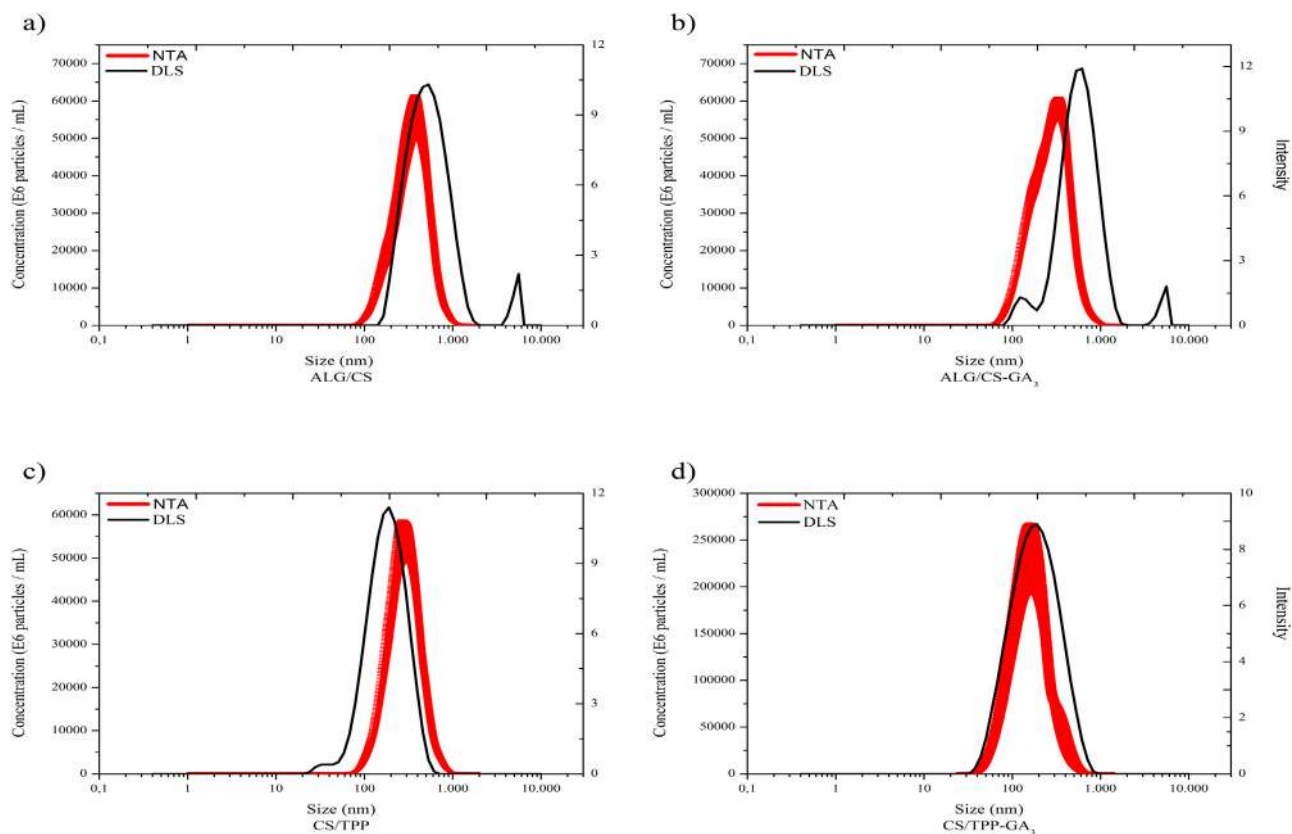 a)
NTA
DLS
Concentration (E6 particles / mL)
70000
60000
50000
40000
30000
20000
10000
0
12
9
6
3
0
0,1 1 10 100 1.000 10.000
Size (nm)
ALG/CS
b)
NTA
DLS
Concentration (E6 particles / mL)
70000
60000
50000
40000
30000
20000
10000
0
12
9
6
3
0
Intensity
0,1 1 10 100 1.000 10.000
Size (nm)
ALG/CS-GA₃
c)
NTA
DLS
Concentration (E6 particles / mL)
60000
50000
40000
30000
20000
10000
0
12
9
6
3
0
0,1 1 10 100 1.000 10.000
Size (nm)
CS/TPP
d)
NTA
DLS
Concentration (E6 particles / mL)
300000
250000
200000
150000
100000
50000
0
10
8
6
4
2
0
Intensity
0,1 1 10 100 1.000 10.000
Size (nm)
CS/TPP-GA₃